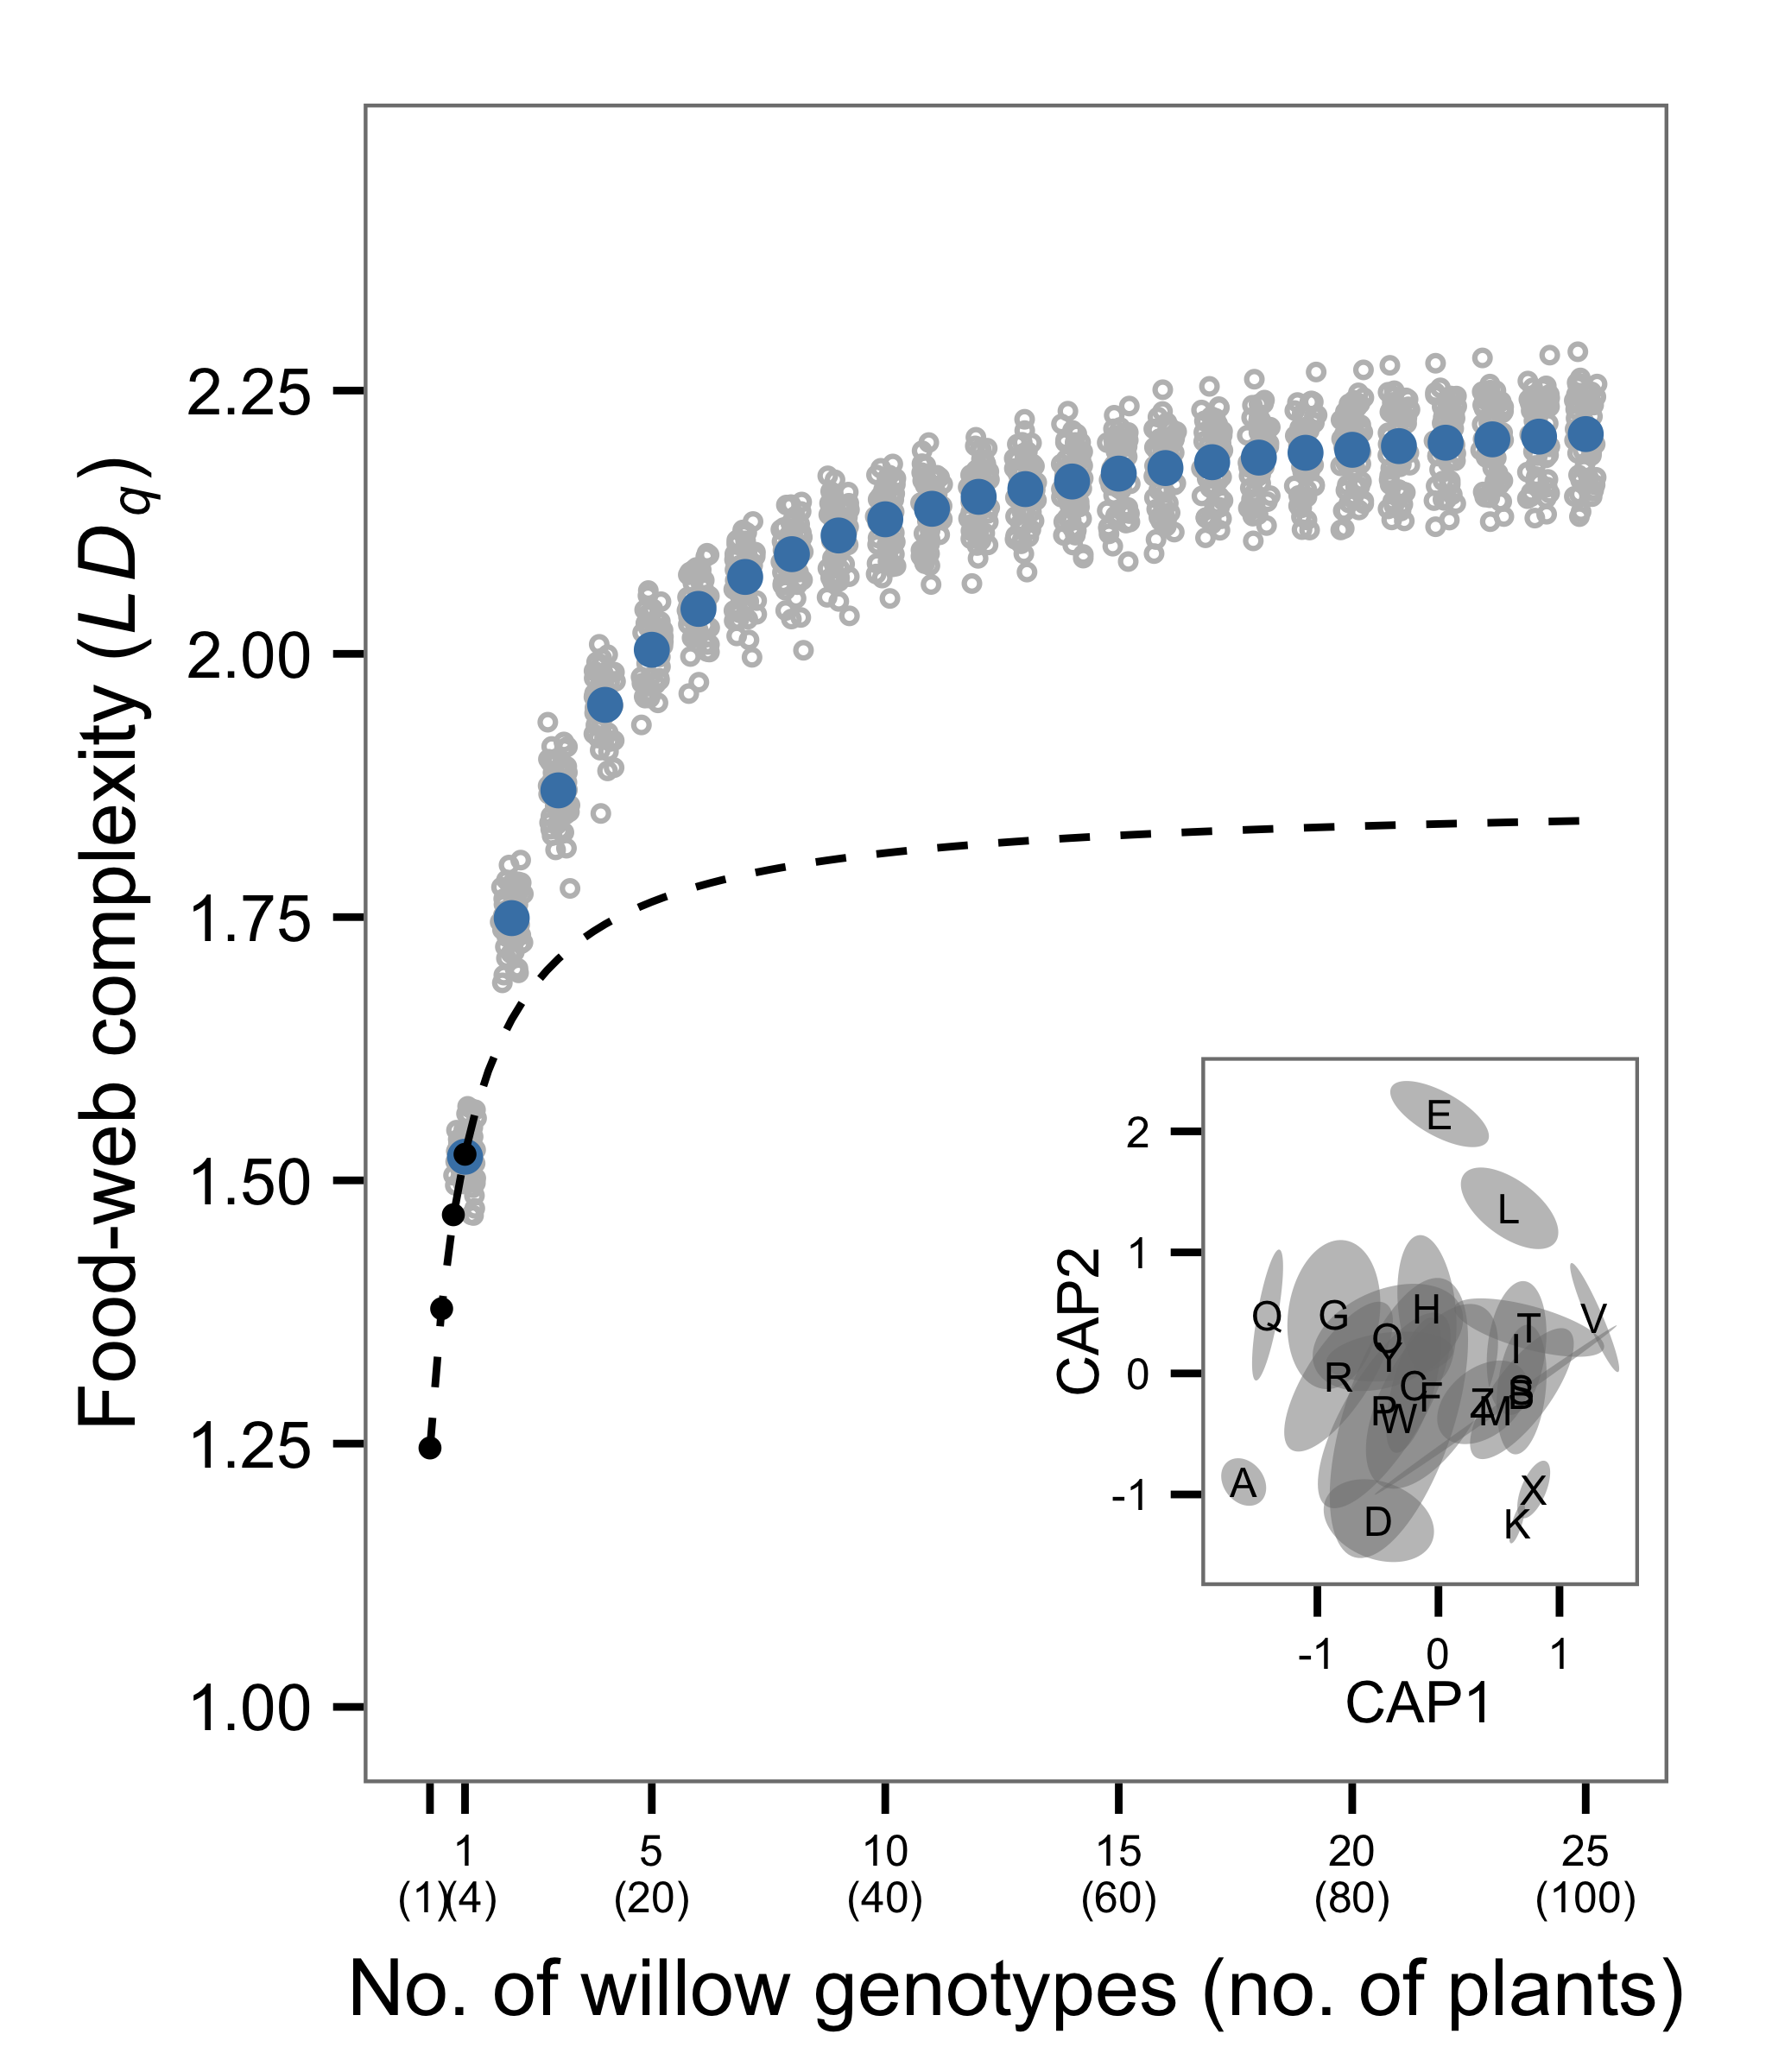 Food-web complexity (LDq)
2.25
2.00
1.75
1.50
1.25
1.00
1 5 10 15 20 25
(1)(4) (20) (40) (60) (80) (100)
No. of willow genotypes (no. of plants)
CAP2
2
1
0
-1
E
L
Q G H T V
O
Y I
R C F
P W Z M S B
A X
D K
-1 0 1
CAP1